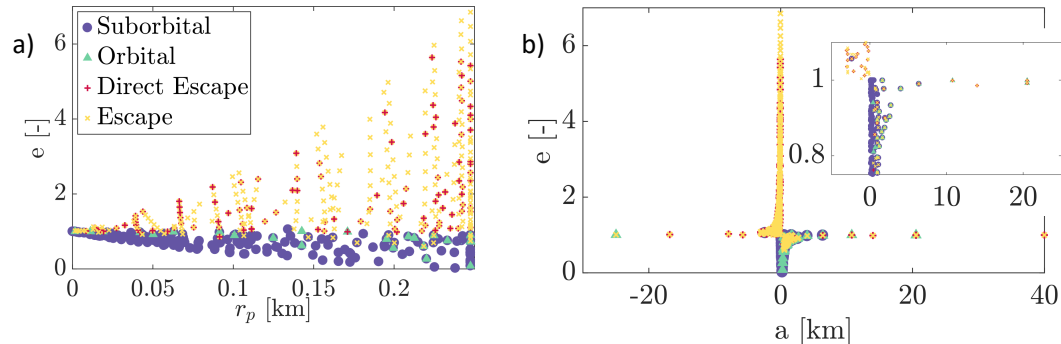 a)
6
4
2
0
e [-]
Suborbital
Orbital
Direct Escape
Escape
0
0.05
0.1
0.15
0.2
r_p [km]
b)
6
4
2
0
e [-]
1
0.8
0
10
20
-20
0
20
40
a [km]